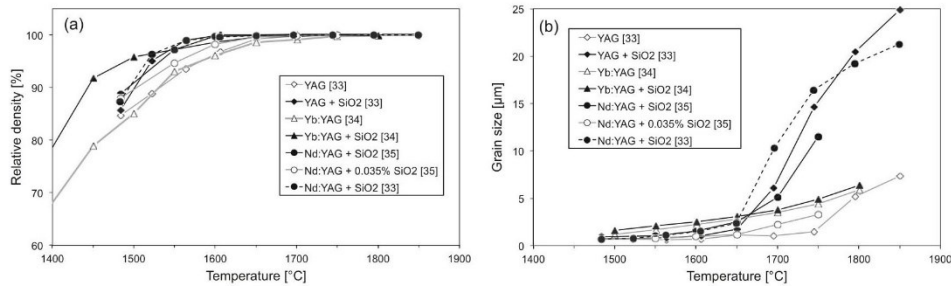 (a)
100
90
80
70
60
Relative density [%]
YAG [33]
YAG + SiO2 [33]
Yb:YAG [34]
Yb:YAG + SiO2 [34]
Nd:YAG + SiO2 [35]
Nd:YAG + 0.035% SiO2 [35]
Nd:YAG + SiO2 [33]
1400 1500 1600 1700 1800 1900
Temperature [°C]
(b)
25
20
15
10
5
0
Grain size [µm]
YAG [33]
YAG + SiO2 [33]
Yb:YAG [34]
Yb:YAG + SiO2 [34]
Nd:YAG + SiO2 [35]
Nd:YAG + 0.035% SiO2 [35]
Nd:YAG + SiO2 [33]
1400 1500 1600 1700 1800 1900
Temperature [°C]